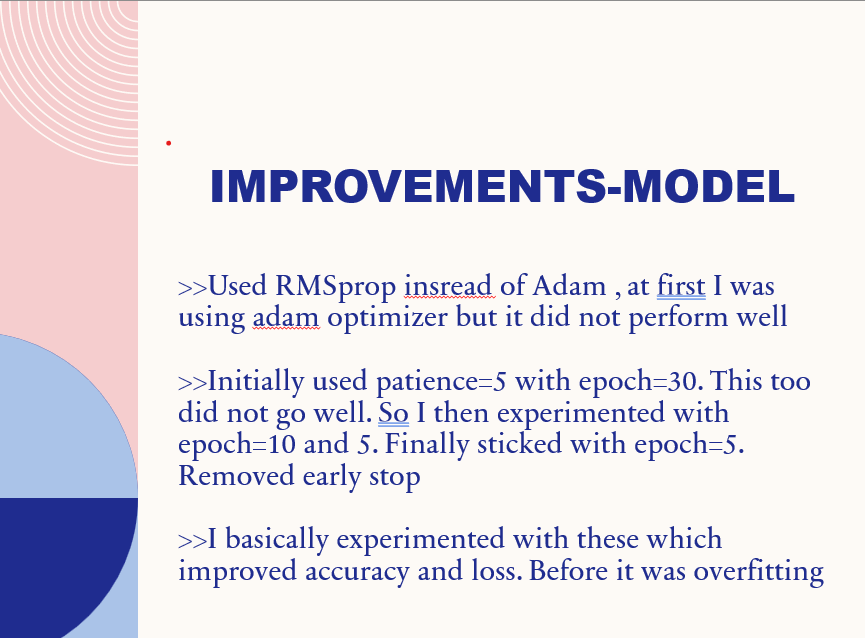 IMPROVEMENTS-MODEL
>>Used RMSprop insread of Adam , at first I was
using adam optimizer but it did not perform well
>>Initially used patience=5 with epoch=30. This too
did not go well. So I then experimented with
epoch=10 and 5. Finally sticked with epoch=5.
Removed early stop
>>I basically experimented with these which
improved accuracy and loss. Before it was overfitting